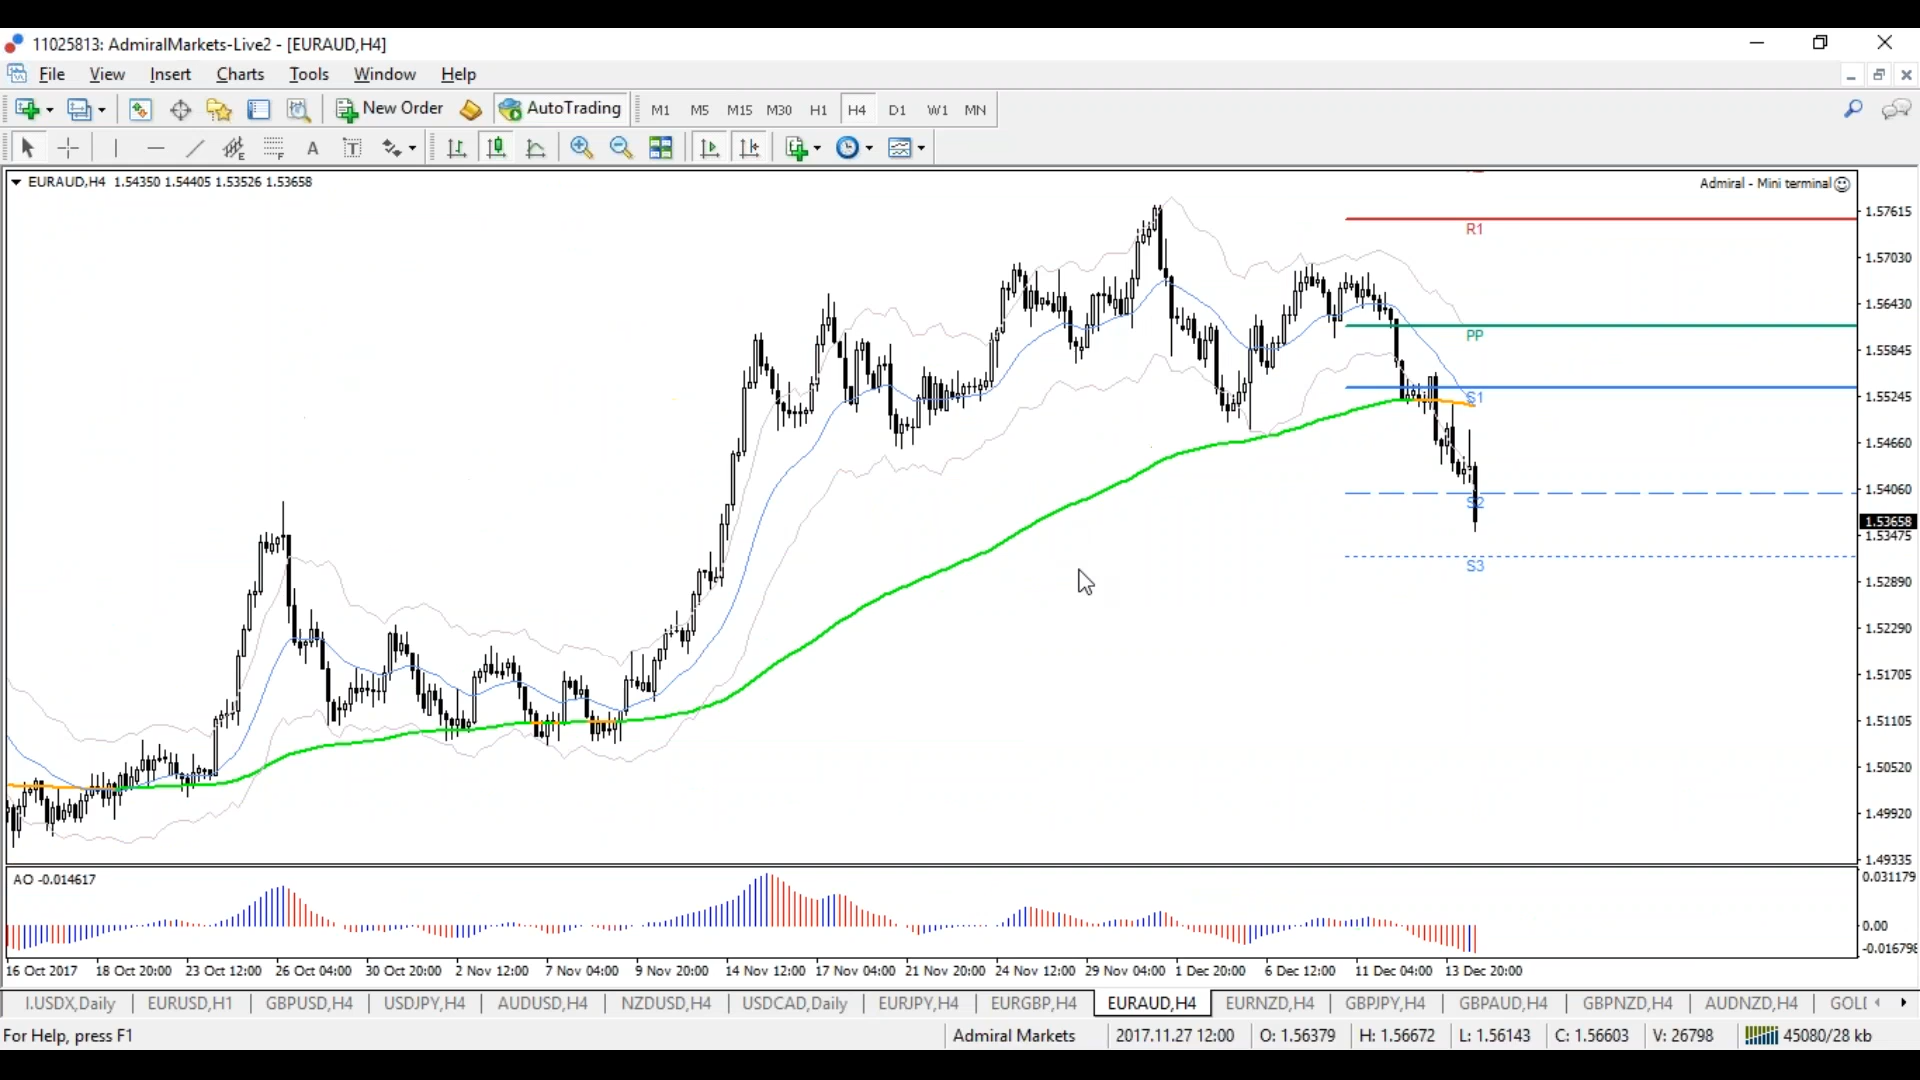 11025813: AdmiralMarkets-Live2 - [EURAUD,H4]
File View Insert Charts Tools Window Help
New Order AutoTrading M1 M5 M15 M30 H1 H4 D1 W1 MN
A T
EURAUD,H4 1.54350 1.54405 1.53526 1.53658
Admiral - Mini terminal
1.57615
R1
1.57030
1.56430
PP
1.55845
1.55245
S1
1.54660
1.54060
S2
1.53658
1.53475
S3
1.52890
1.52290
1.51705
1.51105
1.50520
1.49920
1.49335
AO -0.014617
0.031179
0.00
-0.016798
16 Oct 2017 18 Oct 20:00 23 Oct 12:00 26 Oct 04:00 30 Oct 20:00 2 Nov 12:00 7 Nov 04:00 9 Nov 20:00 14 Nov 12:00 17 Nov 04:00 21 Nov 20:00 24 Nov 12:00 29 Nov 04:00 1 Dec 20:00 6 Dec 12:00 11 Dec 04:00 13 Dec 20:00
I.USDX,Daily EURUSD,H1 GBPUSD,H4 USDJPY,H4 AUDUSD,H4 NZDUSD,H4 USDCAD,Daily EURJPY,H4 EURGBP,H4 EURAUD,H4 EURNZD,H4 GBPJPY,H4 GBPAUD,H4 GBPNZD,H4 AUDNZD,H4 GOL
For Help, press F1 Admiral Markets 2017.11.27 12:00 O: 1.56379 H: 1.56672 L: 1.56143 C: 1.56603 V: 26798 45080/28 kb